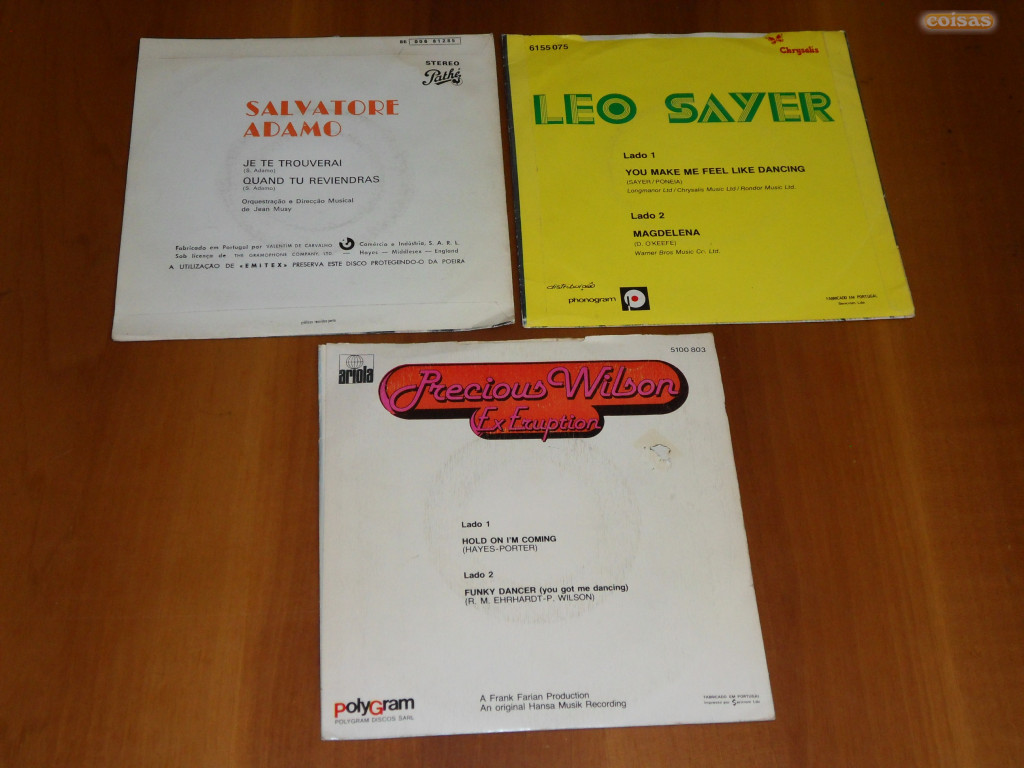 coisas
STEREO
Pathé
SALVATORE
ADAMO
JE TE TROUVERAI
(S. Adamo)
QUAND TU REVIENDRAS
(S. Adamo)
Orquestração e Direcção Musical
de Jean Musy
Fabricado em Portugal por VALENTIM DE CARVALHO Comércio e Indústria, S. A. R. L.
Sob licença de THE GRAMOPHONE COMPANY, LTD. — Hayes — Middlesex — England
A UTILIZAÇÃO DE «EMITEX» PRESERVA ESTE DISCO PROTEGENDO-O DA POEIRA
6155 075
Chrysalis
LEO SAYER
Lado 1
YOU MAKE ME FEEL LIKE DANCING
(SAYER / PONEIA)
Longmanor Ltd / Chrysalis Music Ltd / Rondor Music Ltd.
Lado 2
MAGDELENA
(D. O'KEEFE)
Warner Bros Music Co. Ltd.
distribuição
phonogram
FABRICADO EM PORTUGAL
ariola
5100 803
Precious Wilson
Ex Eruption
Lado 1
HOLD ON I'M COMING
(HAYES-PORTER)
Lado 2
FUNKY DANCER (you got me dancing)
(R. M. EHRHARDT-P. WILSON)
PolyGram
POLYGRAM DISCOS SARL
A Frank Farian Production
An original Hansa Musik Recording
FABRICADO EM PORTUGAL